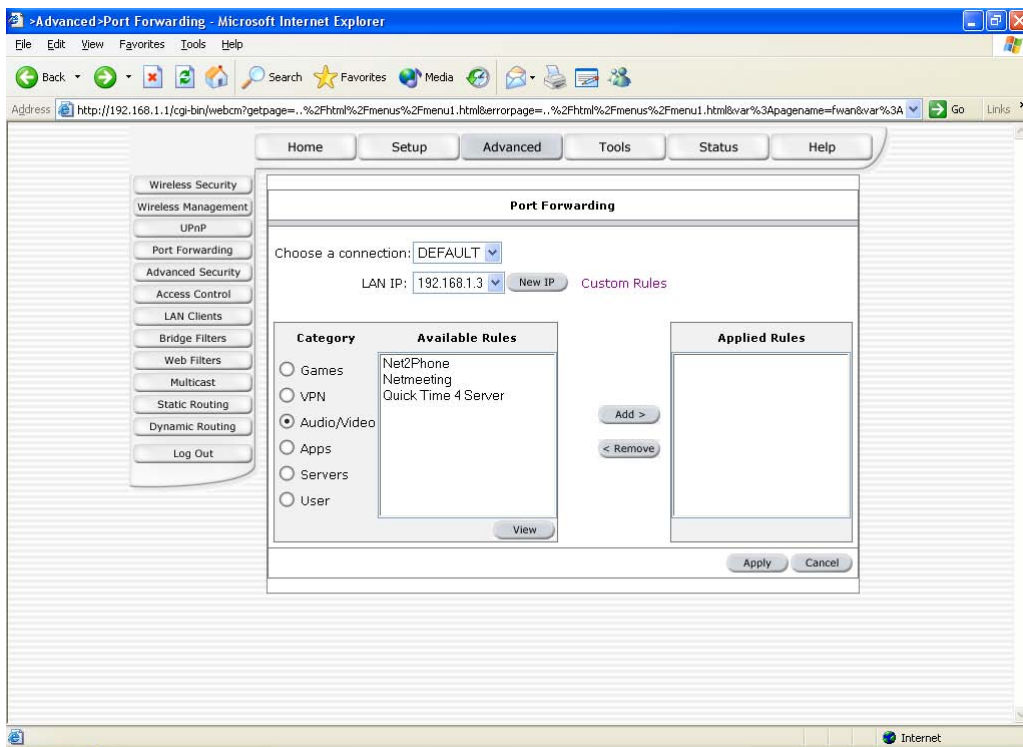 >Advanced>Port Forwarding - Microsoft Internet Explorer
File Edit View Favorites Tools Help
Back Search Favorites Media
Address http://192.168.1.1/cgi-bin/webcm?getpage=..%2Fhtml%2Fmenus%2Fmenu1.html&errorpage=..%2Fhtml%2Fmenus%2Fmenu1.html&var%3Apagename=fwan&var%3A Go Links
Home Setup Advanced Tools Status Help
Wireless Security
Wireless Management
UPnP
Port Forwarding
Advanced Security
Access Control
LAN Clients
Bridge Filters
Web Filters
Multicast
Static Routing
Dynamic Routing
Log Out
Port Forwarding
Choose a connection: DEFAULT
LAN IP: 192.168.1.3 New IP Custom Rules
Category Available Rules Applied Rules
Games
VPN
Audio/Video
Apps
Servers
User
Net2Phone
Netmeeting
Quick Time 4 Server
View
Add >
< Remove
Apply Cancel
Internet